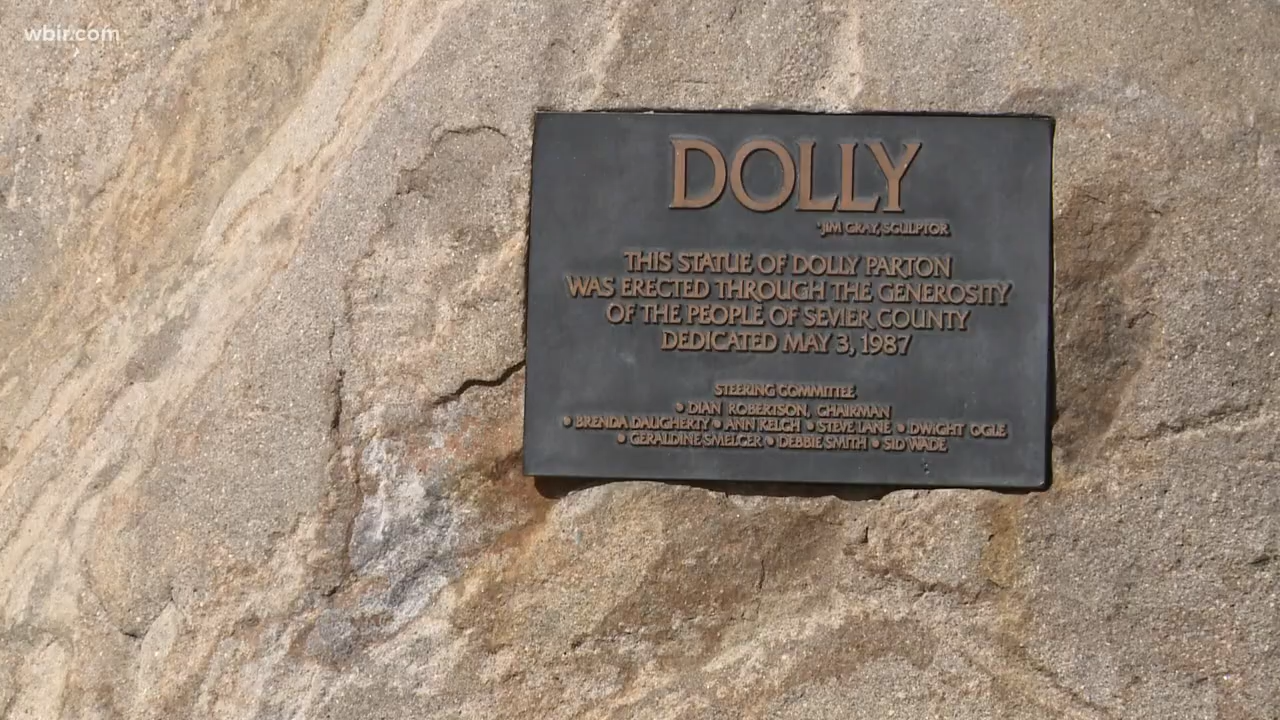 wbir.com
DOLLY
JIM GRAY, SCULPTOR
THIS STATUE OF DOLLY PARTON
WAS ERECTED THROUGH THE GENEROSITY
OF THE PEOPLE OF SEVIER COUNTY
DEDICATED MAY 3, 1987
STEERING COMMITTEE
• DIAN ROBERTSON, CHAIRMAN
• BRENDA DAUGHERTY • ANN KELCH • STEVE LANE • DWIGHT OGLE
• GERALDINE SMELCER • DEBBIE SMITH • SID WADE